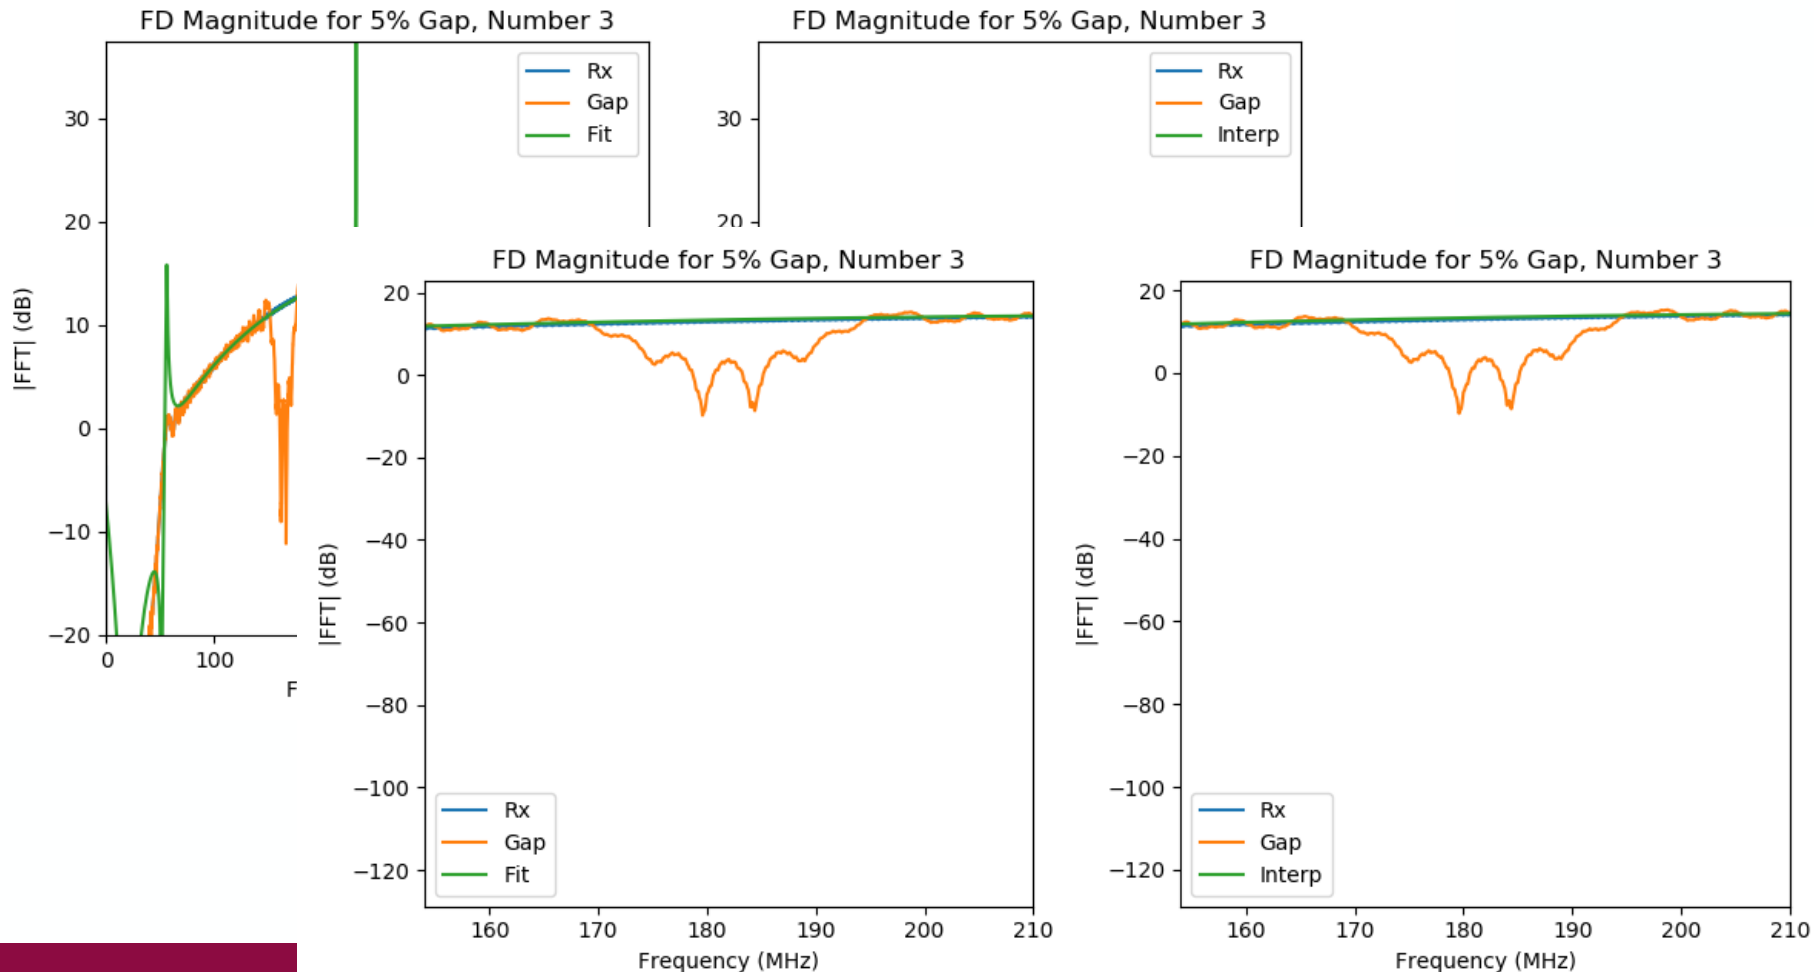 FD Magnitude for 5% Gap, Number 3
FD Magnitude for 5% Gap, Number 3
Rx
Gap
Fit
Rx
Gap
Interp
30
20
10
0
−10
−20
|FFT| (dB)
0
100
F
30
20
FD Magnitude for 5% Gap, Number 3
20
0
−20
−40
−60
−80
−100
−120
|FFT| (dB)
Rx
Gap
Fit
160
170
180
190
200
210
Frequency (MHz)
FD Magnitude for 5% Gap, Number 3
20
0
−20
−40
−60
−80
−100
−120
|FFT| (dB)
Rx
Gap
Interp
160
170
180
190
200
210
Frequency (MHz)